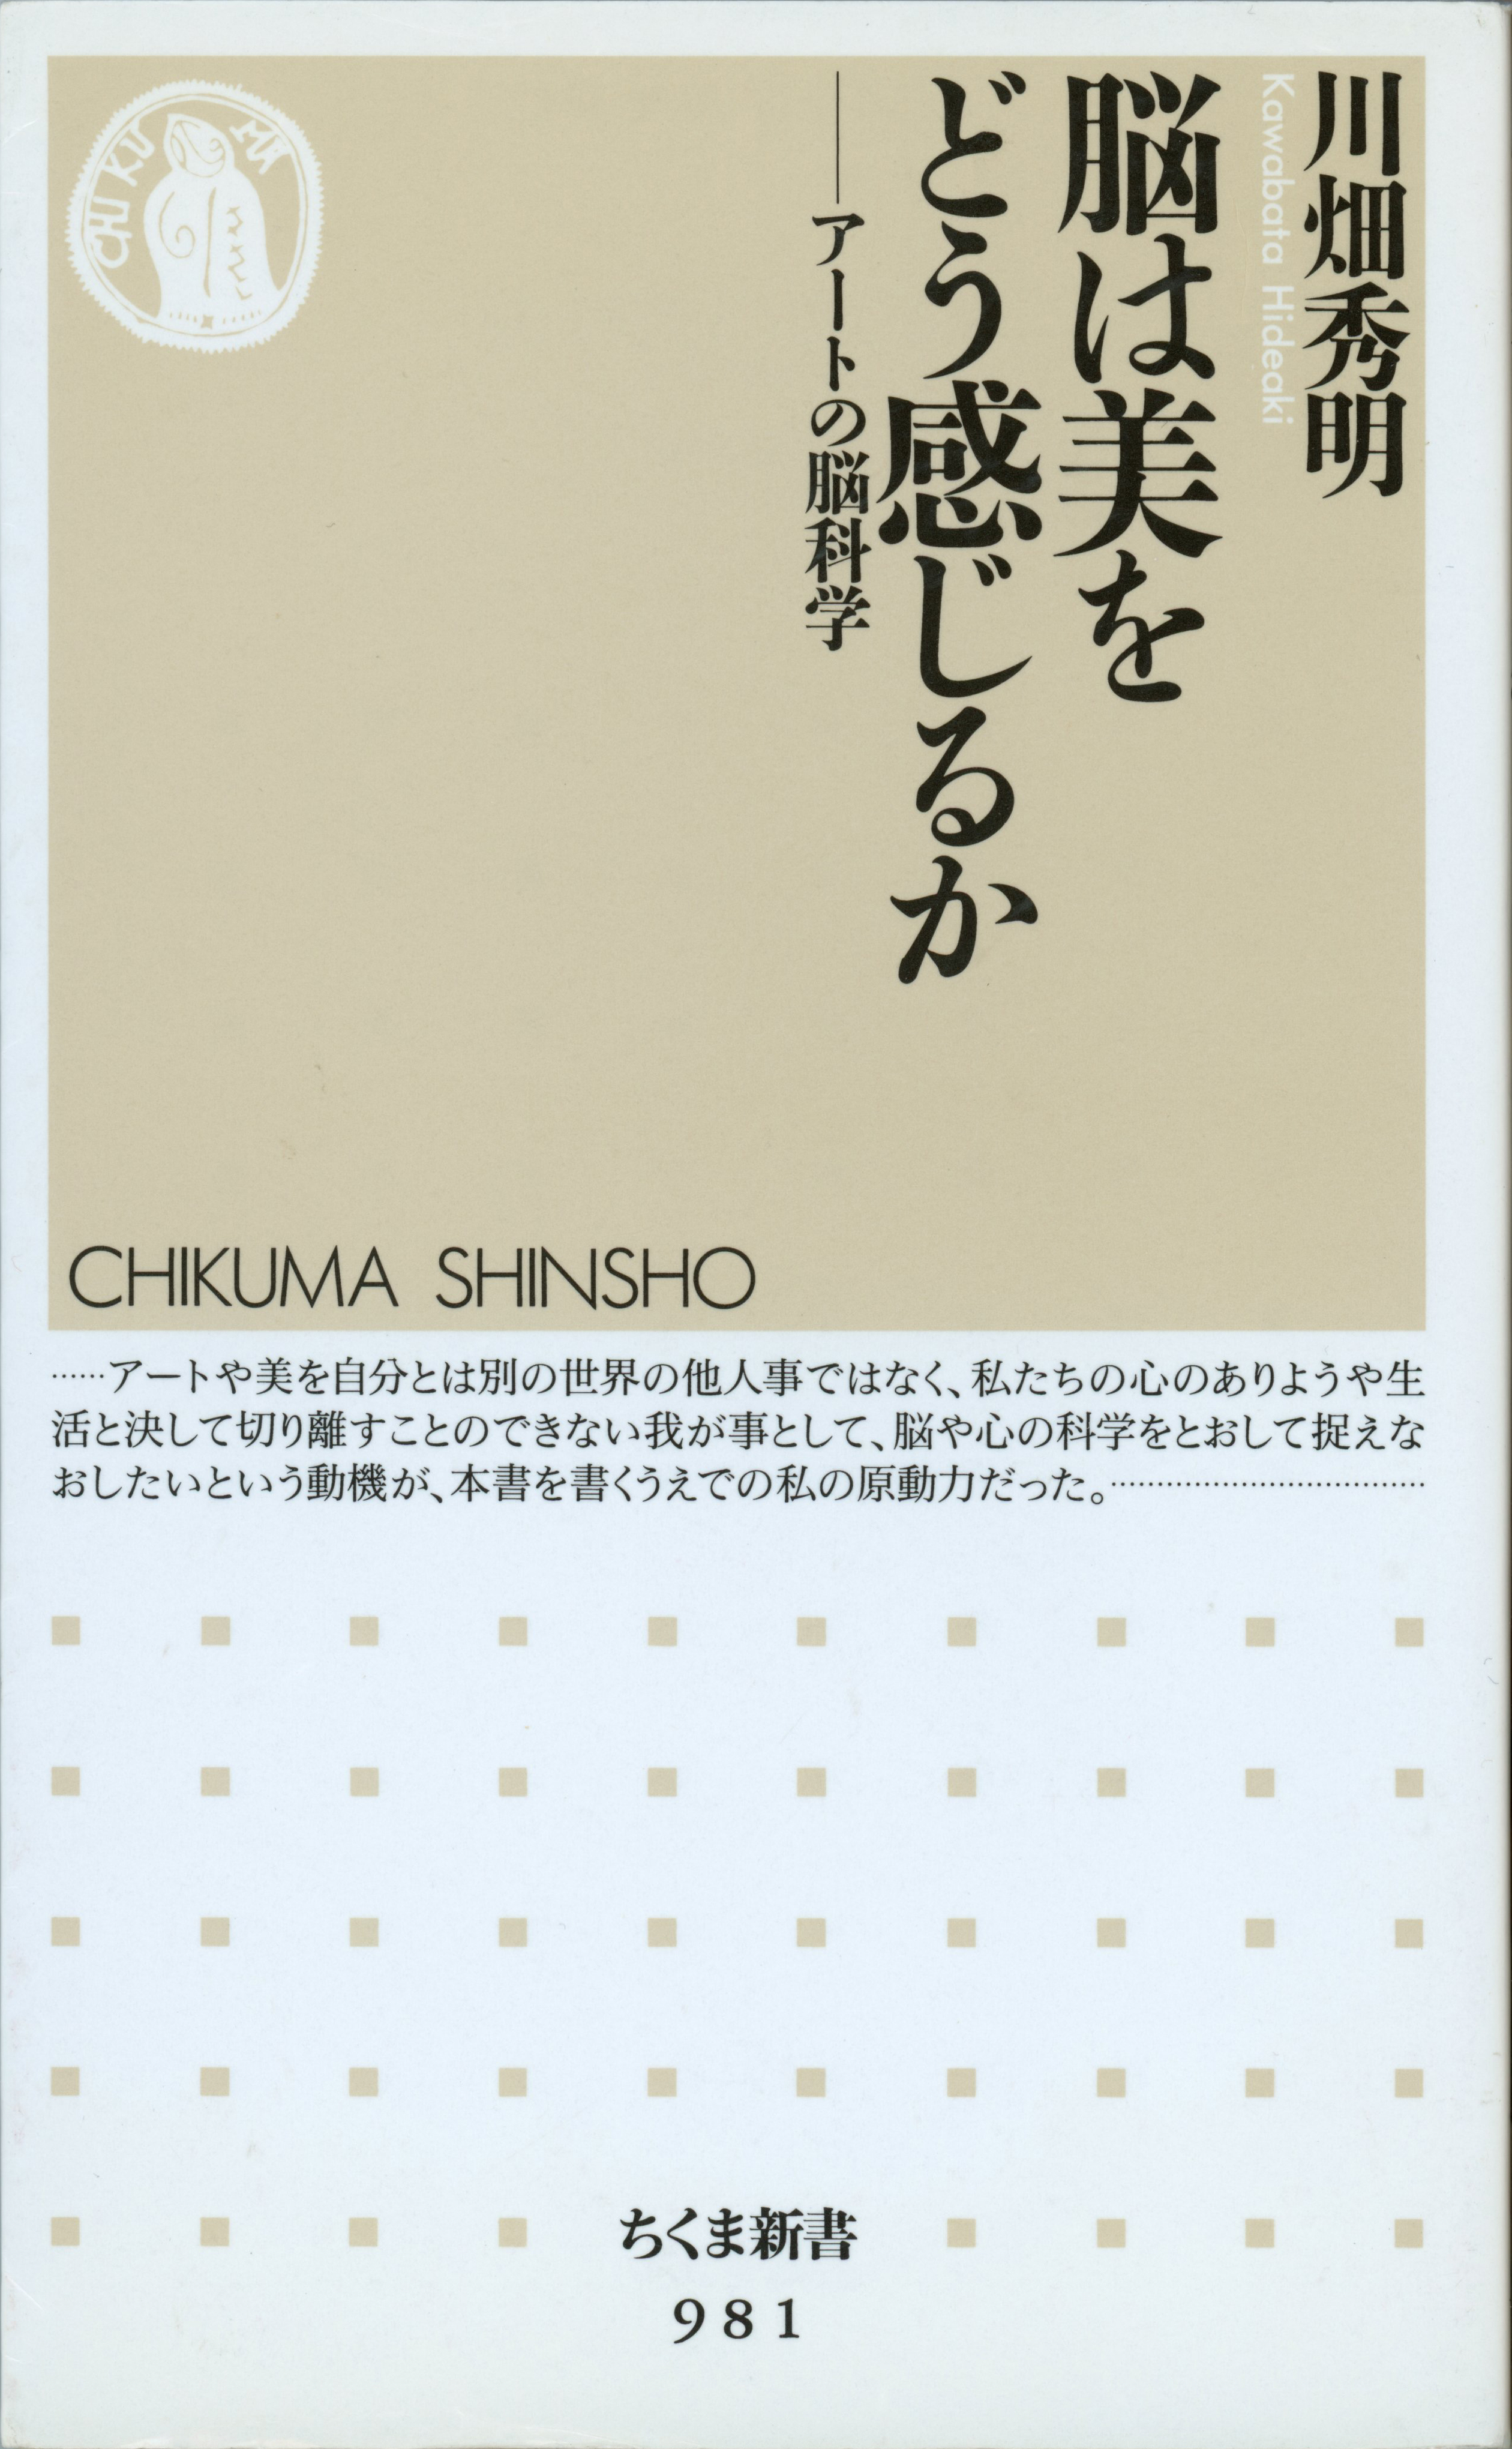 川畑秀明
Kawabata Hideaki
脳は美を
どう感じるか
――アートの脳科学
CHIKUMA
CHIKUMA SHINSHO
……アートや美を自分とは別の世界の他人事ではなく、私たちの心のありようや生
活と決して切り離すことのできない我が事として、脳や心の科学をとおして捉えな
おしたいという動機が、本書を書くうえでの私の原動力だった。…………………………
ちくま新書
981